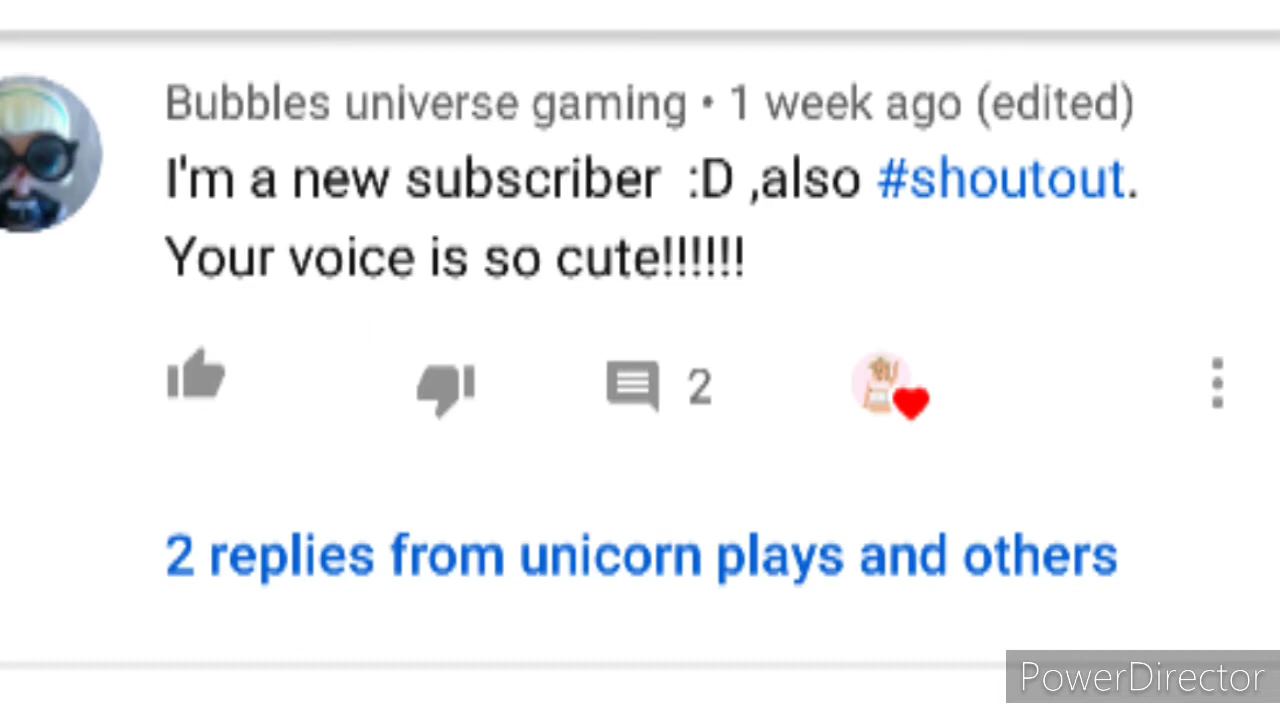 Bubbles universe gaming • 1 week ago (edited)
I'm a new subscriber  :D ,also #shoutout.
Your voice is so cute!!!!!!
2
2 replies from unicorn plays and others
PowerDirector